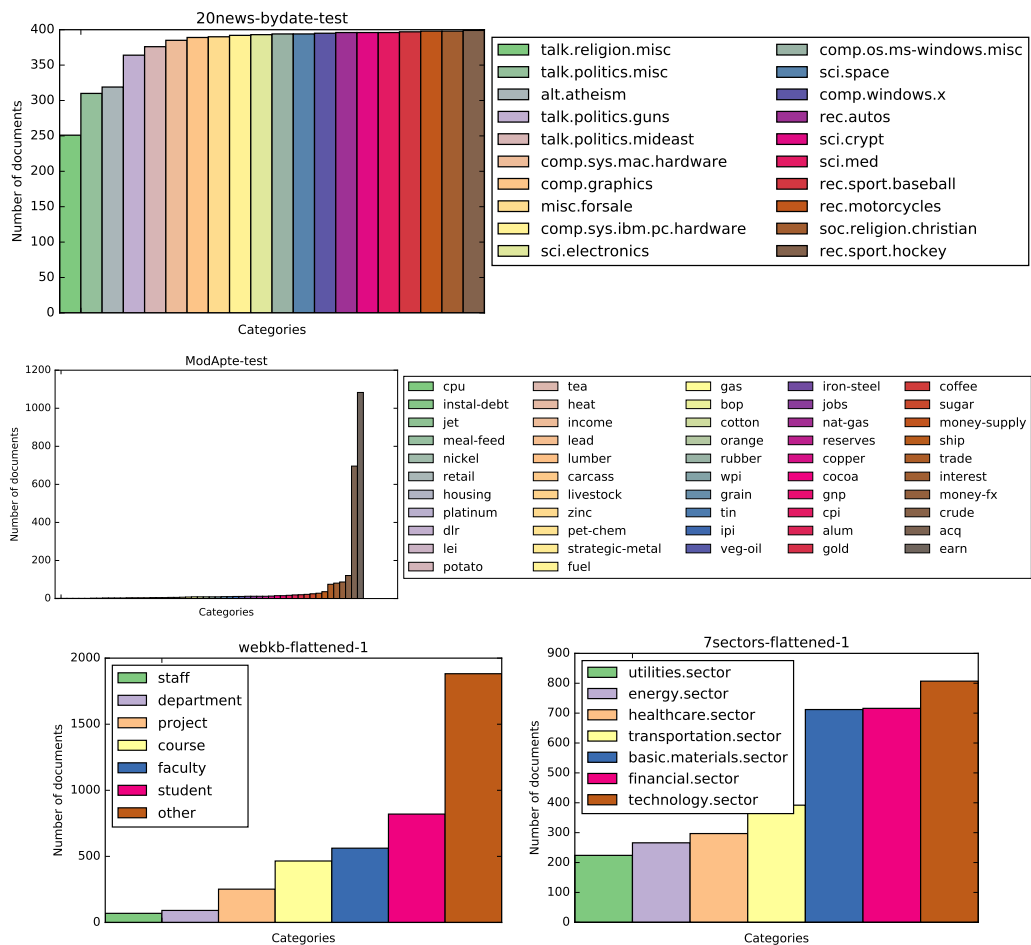 20news-bydate-test
Number of documents
400
350
300
250
200
150
100
50
0
Categories
talk.religion.misc
talk.politics.misc
alt.atheism
talk.politics.guns
talk.politics.mideast
comp.sys.mac.hardware
comp.graphics
misc.forsale
comp.sys.ibm.pc.hardware
sci.electronics
comp.os.ms-windows.misc
sci.space
comp.windows.x
rec.autos
sci.crypt
sci.med
rec.sport.baseball
rec.motorcycles
soc.religion.christian
rec.sport.hockey
ModApte-test
Number of documents
1200
1000
800
600
400
200
0
Categories
cpu
instal-debt
jet
meal-feed
nickel
retail
housing
platinum
dlr
lei
potato
tea
heat
income
lead
lumber
carcass
livestock
zinc
pet-chem
strategic-metal
fuel
gas
bop
cotton
orange
rubber
wpi
grain
tin
ipi
veg-oil
iron-steel
jobs
nat-gas
reserves
copper
cocoa
gnp
cpi
alum
gold
coffee
sugar
money-supply
ship
trade
interest
money-fx
crude
acq
earn
webkb-flattened-1
Number of documents
2000
1500
1000
500
0
Categories
staff
department
project
course
faculty
student
other
7sectors-flattened-1
Number of documents
900
800
700
600
500
400
300
200
100
0
Categories
utilities.sector
energy.sector
healthcare.sector
transportation.sector
basic.materials.sector
financial.sector
technology.sector